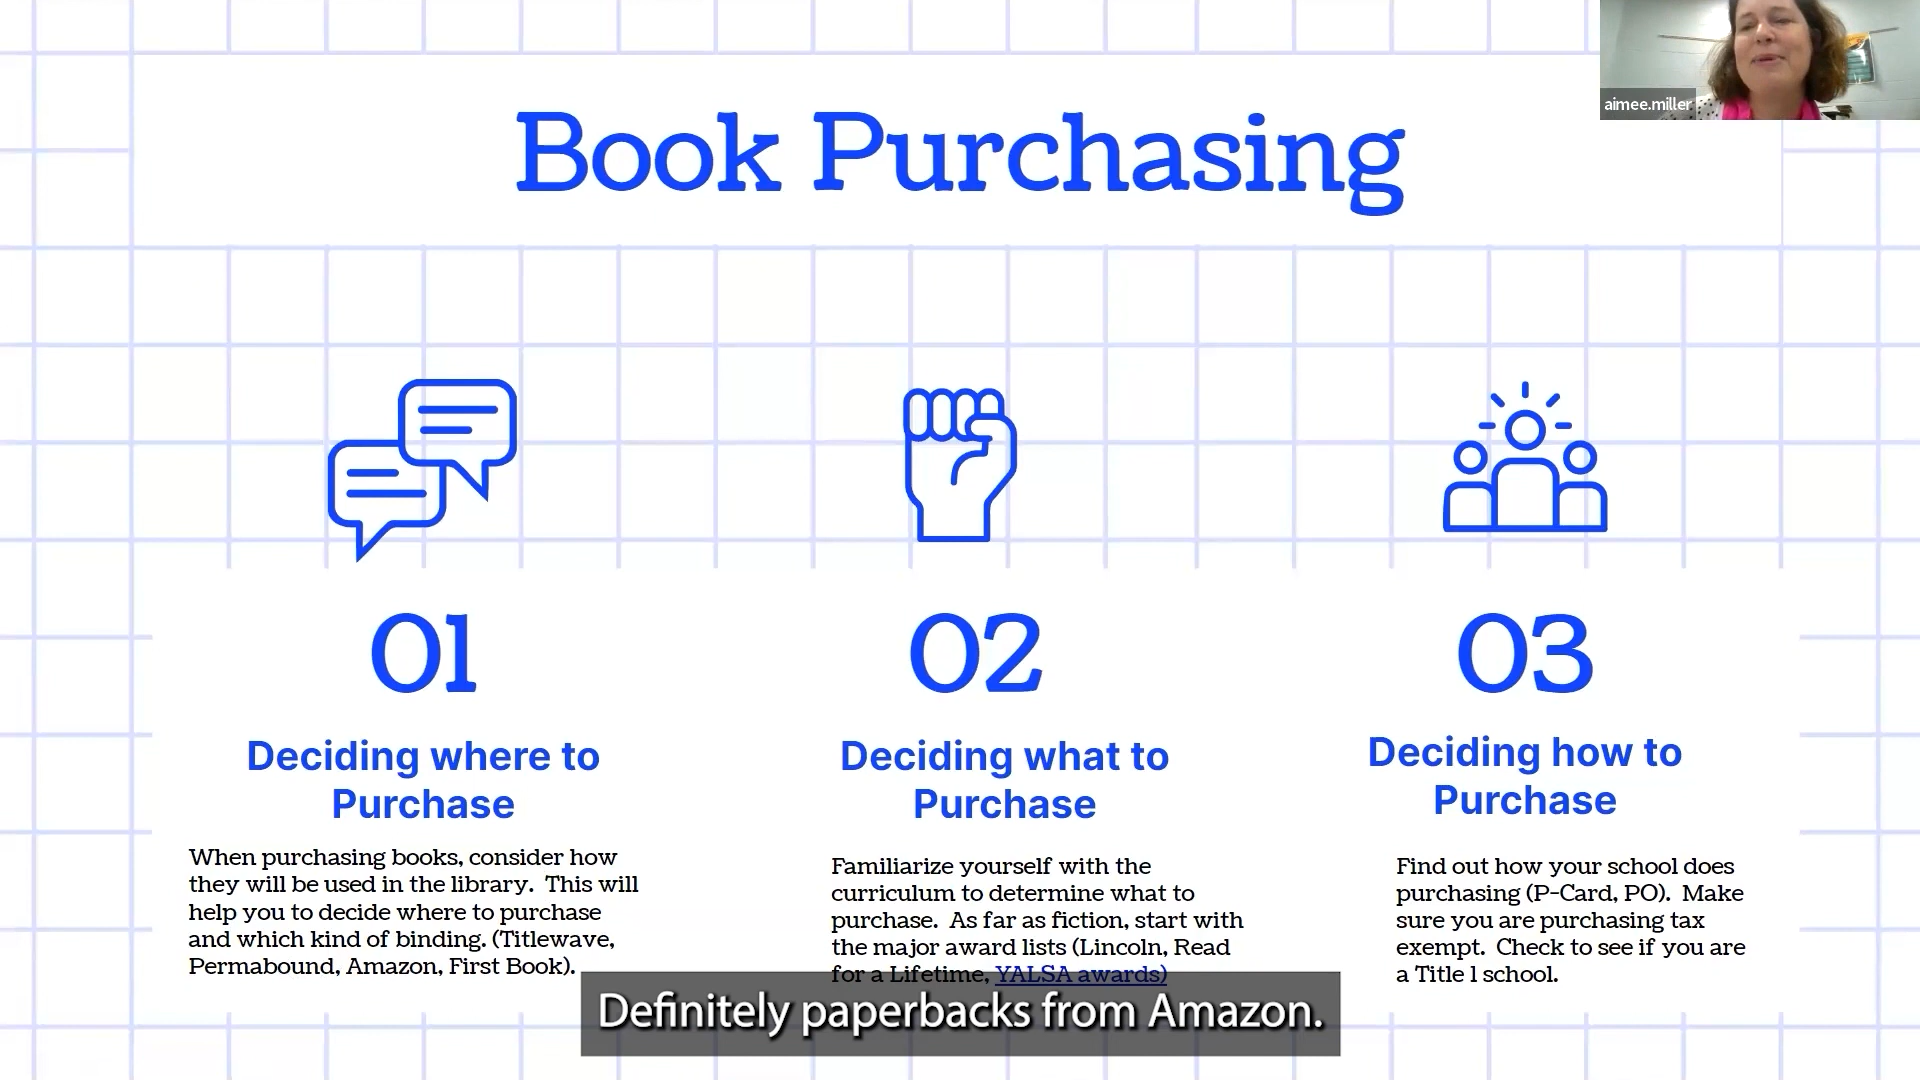 aimee.miller
Book Purchasing
01
Deciding where to
Purchase
When purchasing books, consider how
they will be used in the library. This will
help you to decide where to purchase
and which kind of binding. (Titlewave,
Permabound, Amazon, First Book).
02
Deciding what to
Purchase
Familiarize yourself with the
curriculum to determine what to
purchase. As far as fiction, start with
the major award lists (Lincoln, Read
for a Lifetime, YALSA awards)
03
Deciding how to
Purchase
Find out how your school does
purchasing (P-Card, PO). Make
sure you are purchasing tax
exempt. Check to see if you are
a Title 1 school.
Definitely paperbacks from Amazon.